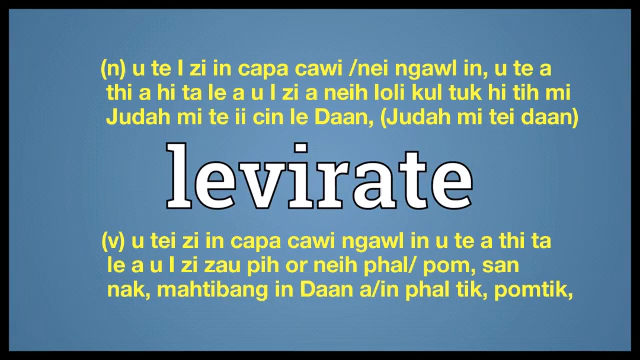 (n) u te I zi in capa cawi /nei ngawl in, u te a
thi a hi ta le a u I zi a neih loli kul tuk hi tih mi
Judah mi te ii cin le Daan, (Judah mi tei daan)
levirate
(v) u tei zi in capa cawi ngawl in u te a thi ta
le a u I zi zau pih or neih phal/ pom, san
nak, mahtibang in Daan a/in phal tik, pomtik,